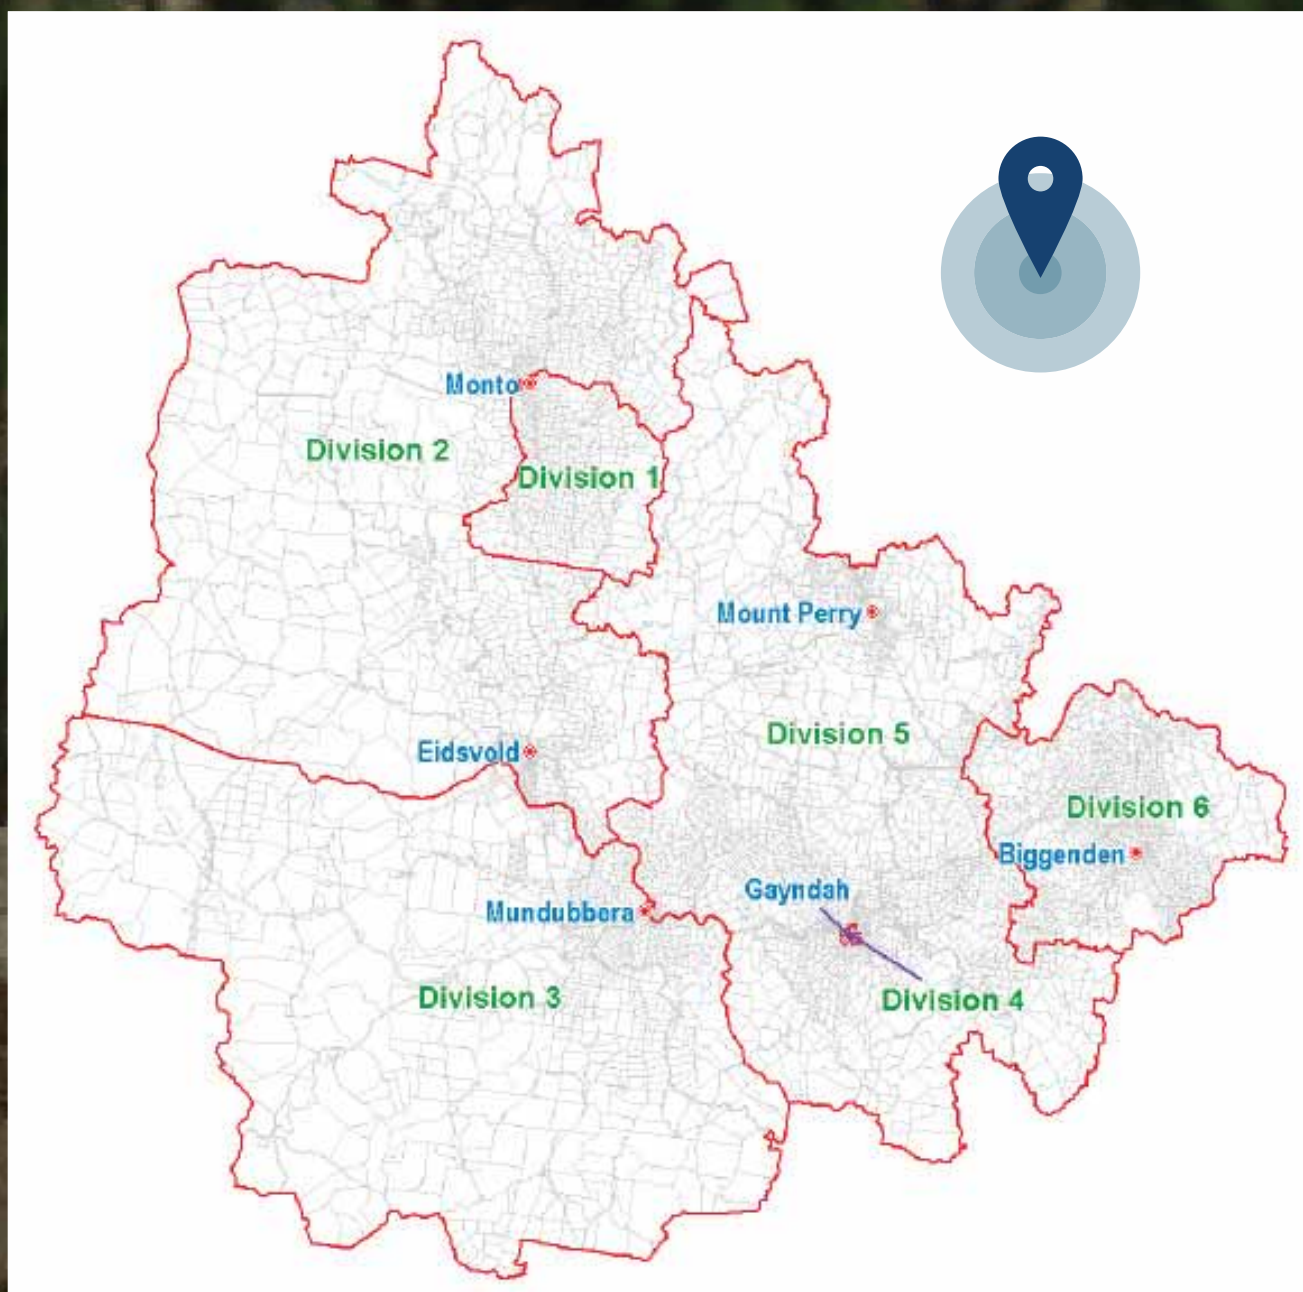 Monto
Division 2
Division 1
Mount Perry
Division 5
Eidsvold
Division 6
Biggenden
Gayndah
Mundubbera
Division 3
Division 4